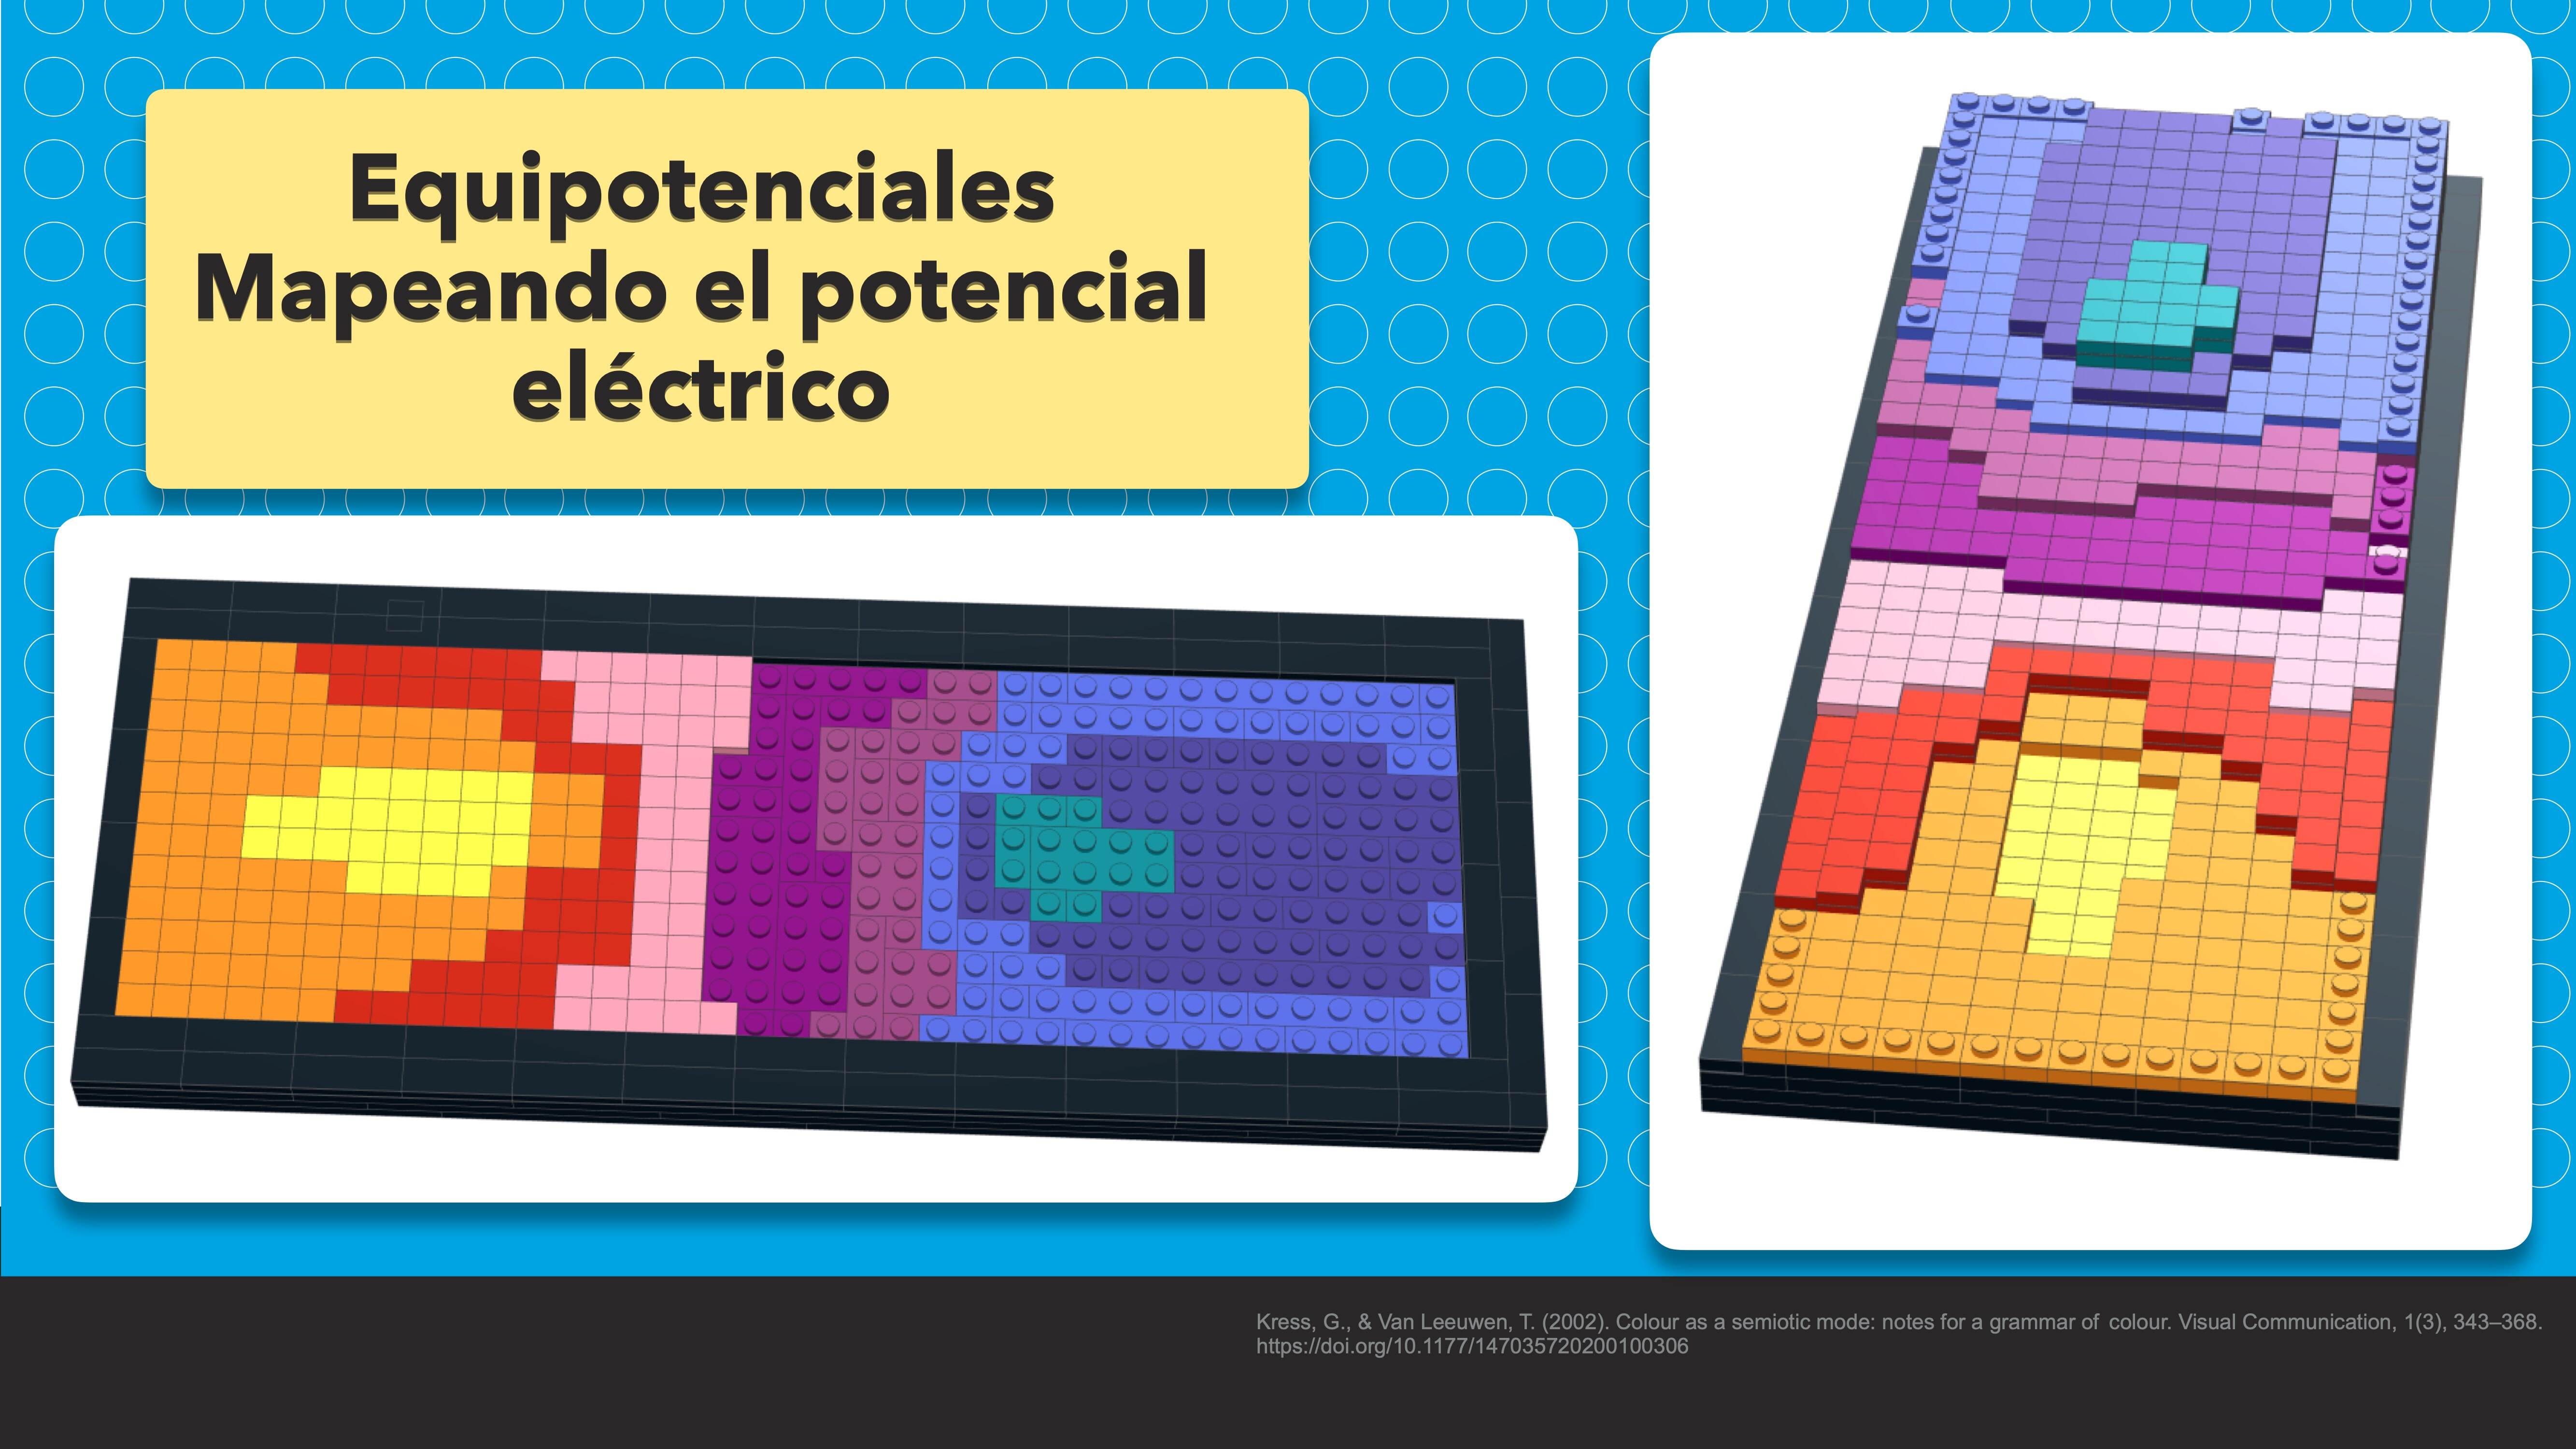 Equipotenciales
Mapeando el potencial
eléctrico
Kress, G., & Van Leeuwen, T. (2002). Colour as a semiotic mode: notes for a grammar of colour. Visual Communication, 1(3), 343–368.
https://doi.org/10.1177/147035720200100306